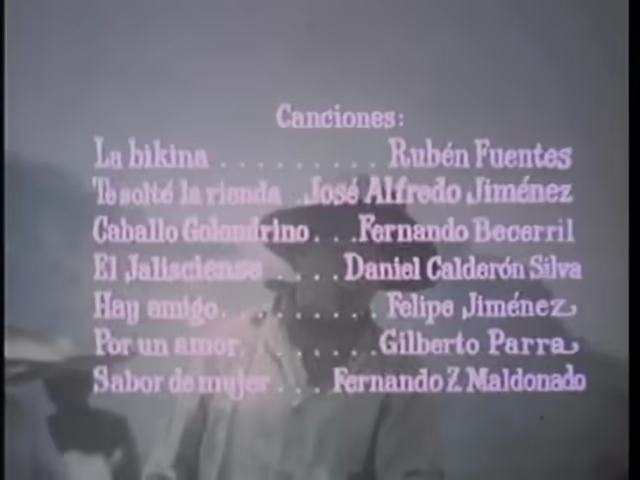 Canciones:
La bikina . . . . . . . . . . Rubén Fuentes
Te solté la rienda . José Alfredo Jiménez
Caballo Golondrino . . . Fernando Becerril
El Jalisciense . . . . . Daniel Calderón Silva
Hay amigo. . . . . . . . . Felipe Jiménez
Por un amor. . . . . . . . Gilberto Parra
Sabor de mujer . . . Fernando Z. Maldonado